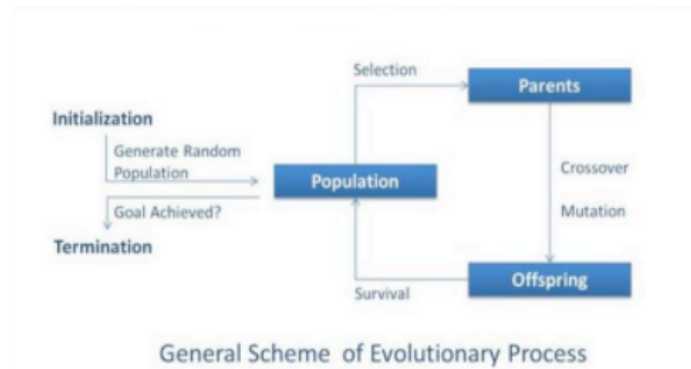 Selection
Parents
Initialization
Generate Random
Population
Population
Crossover
Goal Achieved?
Mutation
Termination
Offspring
Survival
General Scheme of Evolutionary Process